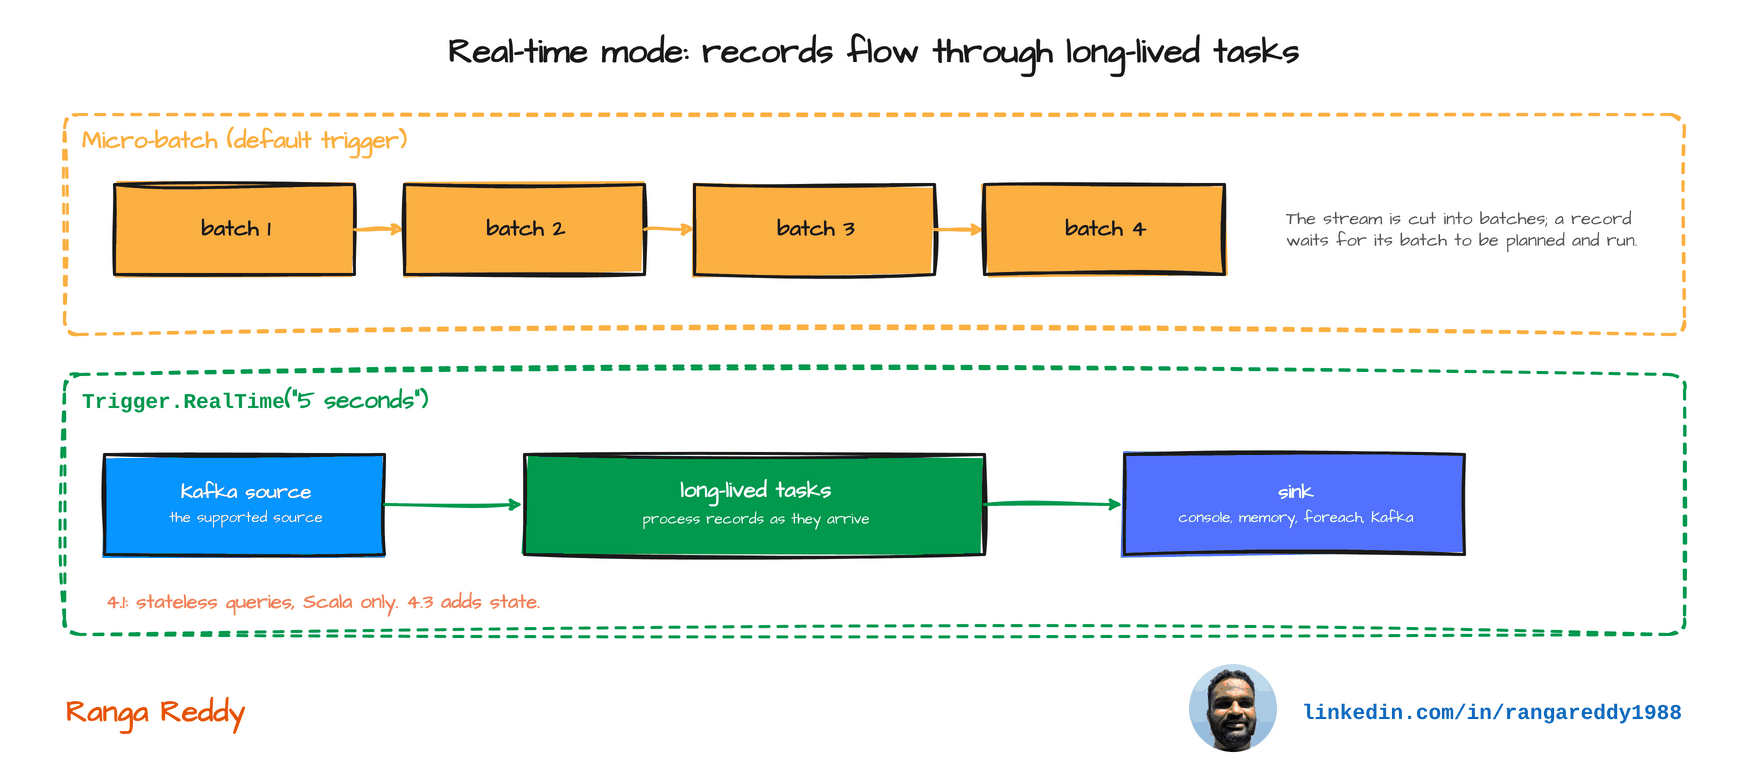 Real-time mode: records flow through long-lived tasks
Micro-batch (default trigger)
batch 1
batch 2
batch 3
batch 4
The stream is cut into batches; a record
waits for its batch to be planned and run.
Trigger.RealTime("5 seconds")
Kafka source
the supported source
long-lived tasks
process records as they arrive
sink
console, memory, foreach, Kafka
4.1: stateless queries, Scala only. 4.3 adds state.
Ranga Reddy
linkedin.com/in/rangareddy1988